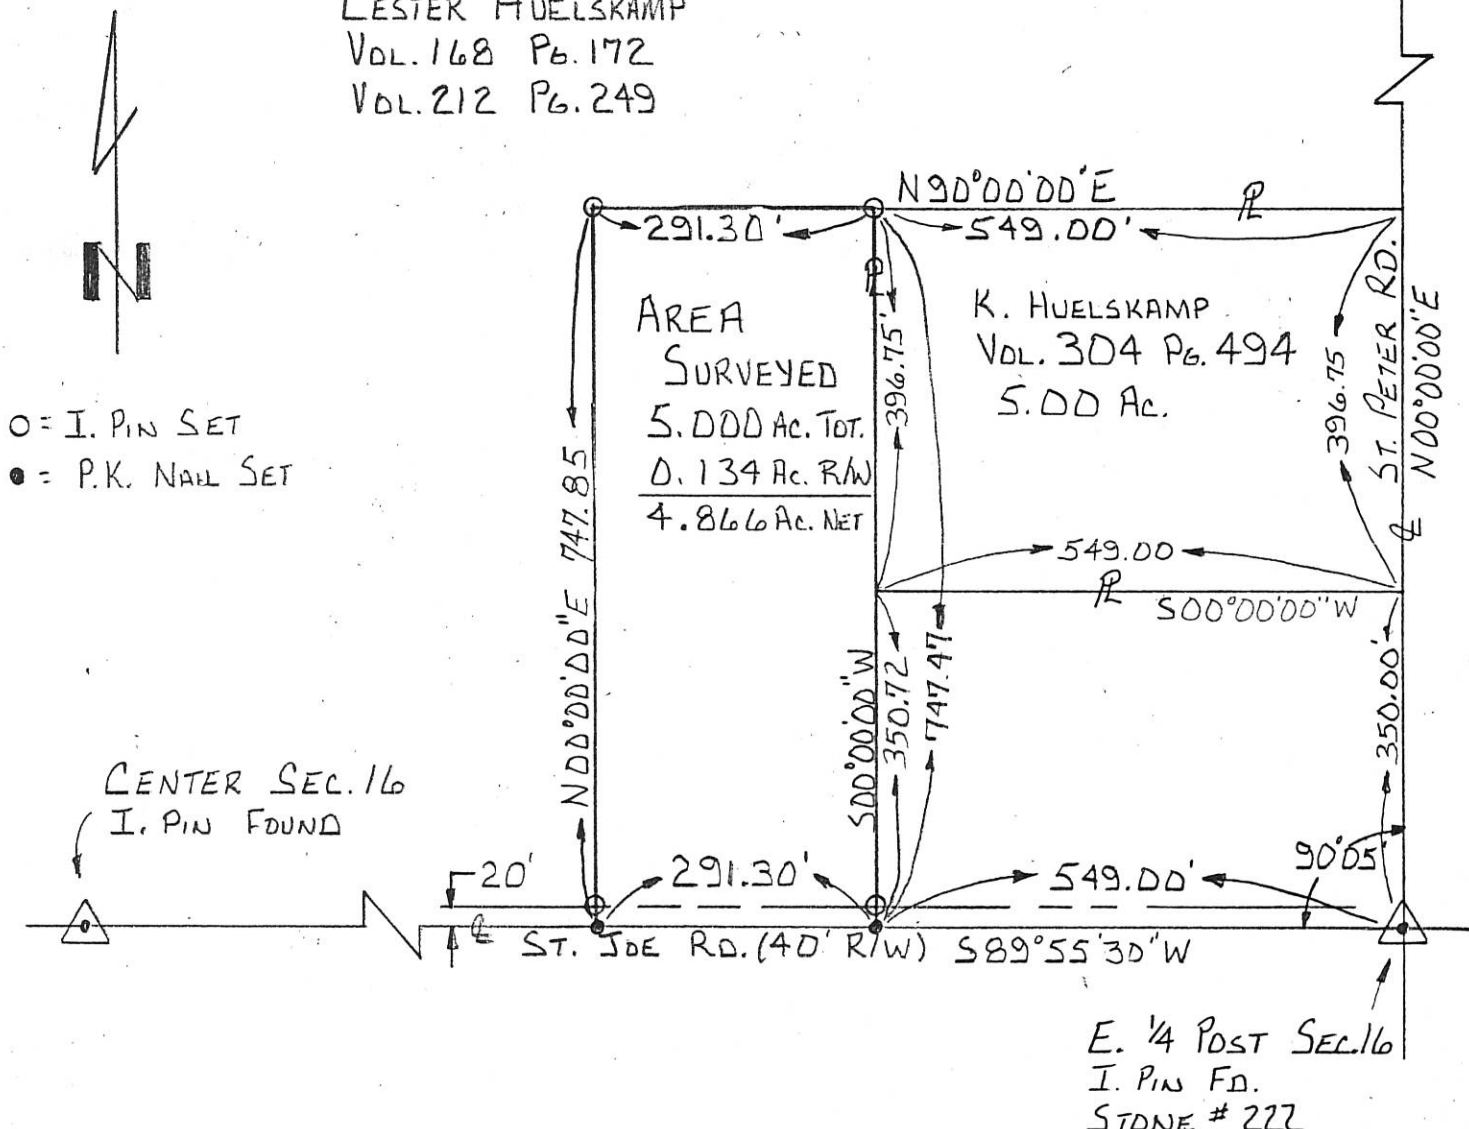 LESTER HUELSKAMP
VOL. 168 PG. 172
VOL. 212 PG. 249
N
O = I. PIN SET
● = P.K. NAIL SET
N90°00'00"E
PL
291.30'
549.00'
AREA
SURVEYED
5.000 AC. TOT.
0.134 AC. R/W
4.866 AC. NET
PL
396.75'
K. HUELSKAMP
VOL. 304 PG. 494
5.00 AC.
396.75
ST. PETER RD.
N00°00'00"E
CL
N00°00'00"E 747.85
549.00
PL
S00°00'00"W
S00°00'00"W
350.72
747.47
350.00'
CENTER SEC. 16
I. PIN FOUND
20'
291.30'
549.00'
90°05'
CL
ST. JOE RD. (40' R/W) S89°55'30"W
E. 1/4 POST SEC. 16
I. PIN FD.
STONE # 222